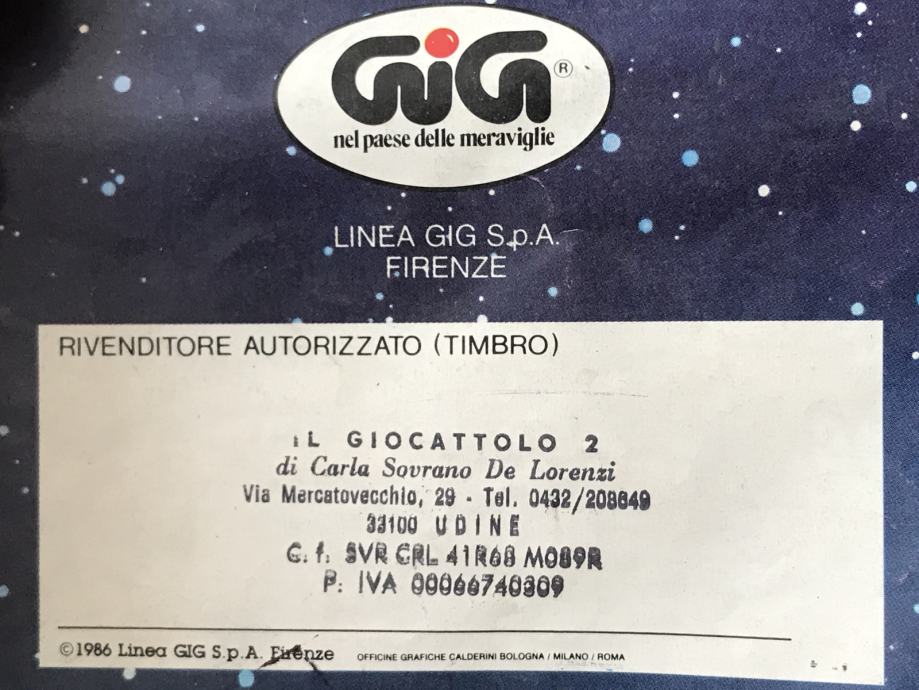 GiG ®
nel paese delle meraviglie
LINEA GIG S.p.A.
FIRENZE
RIVENDITORE AUTORIZZATO (TIMBRO)
IL GIOCATTOLO 2
di Carla Sovrano De Lorenzi
Via Mercatovecchio, 29 - Tel. 0432/208649
33100 UDINE
C. f. SVR CRL 41R68 M089R
P. IVA 00066740309
©1986 Linea GIG S.p.A. Firenze OFFICINE GRAFICHE CALDERINI BOLOGNA / MILANO / ROMA